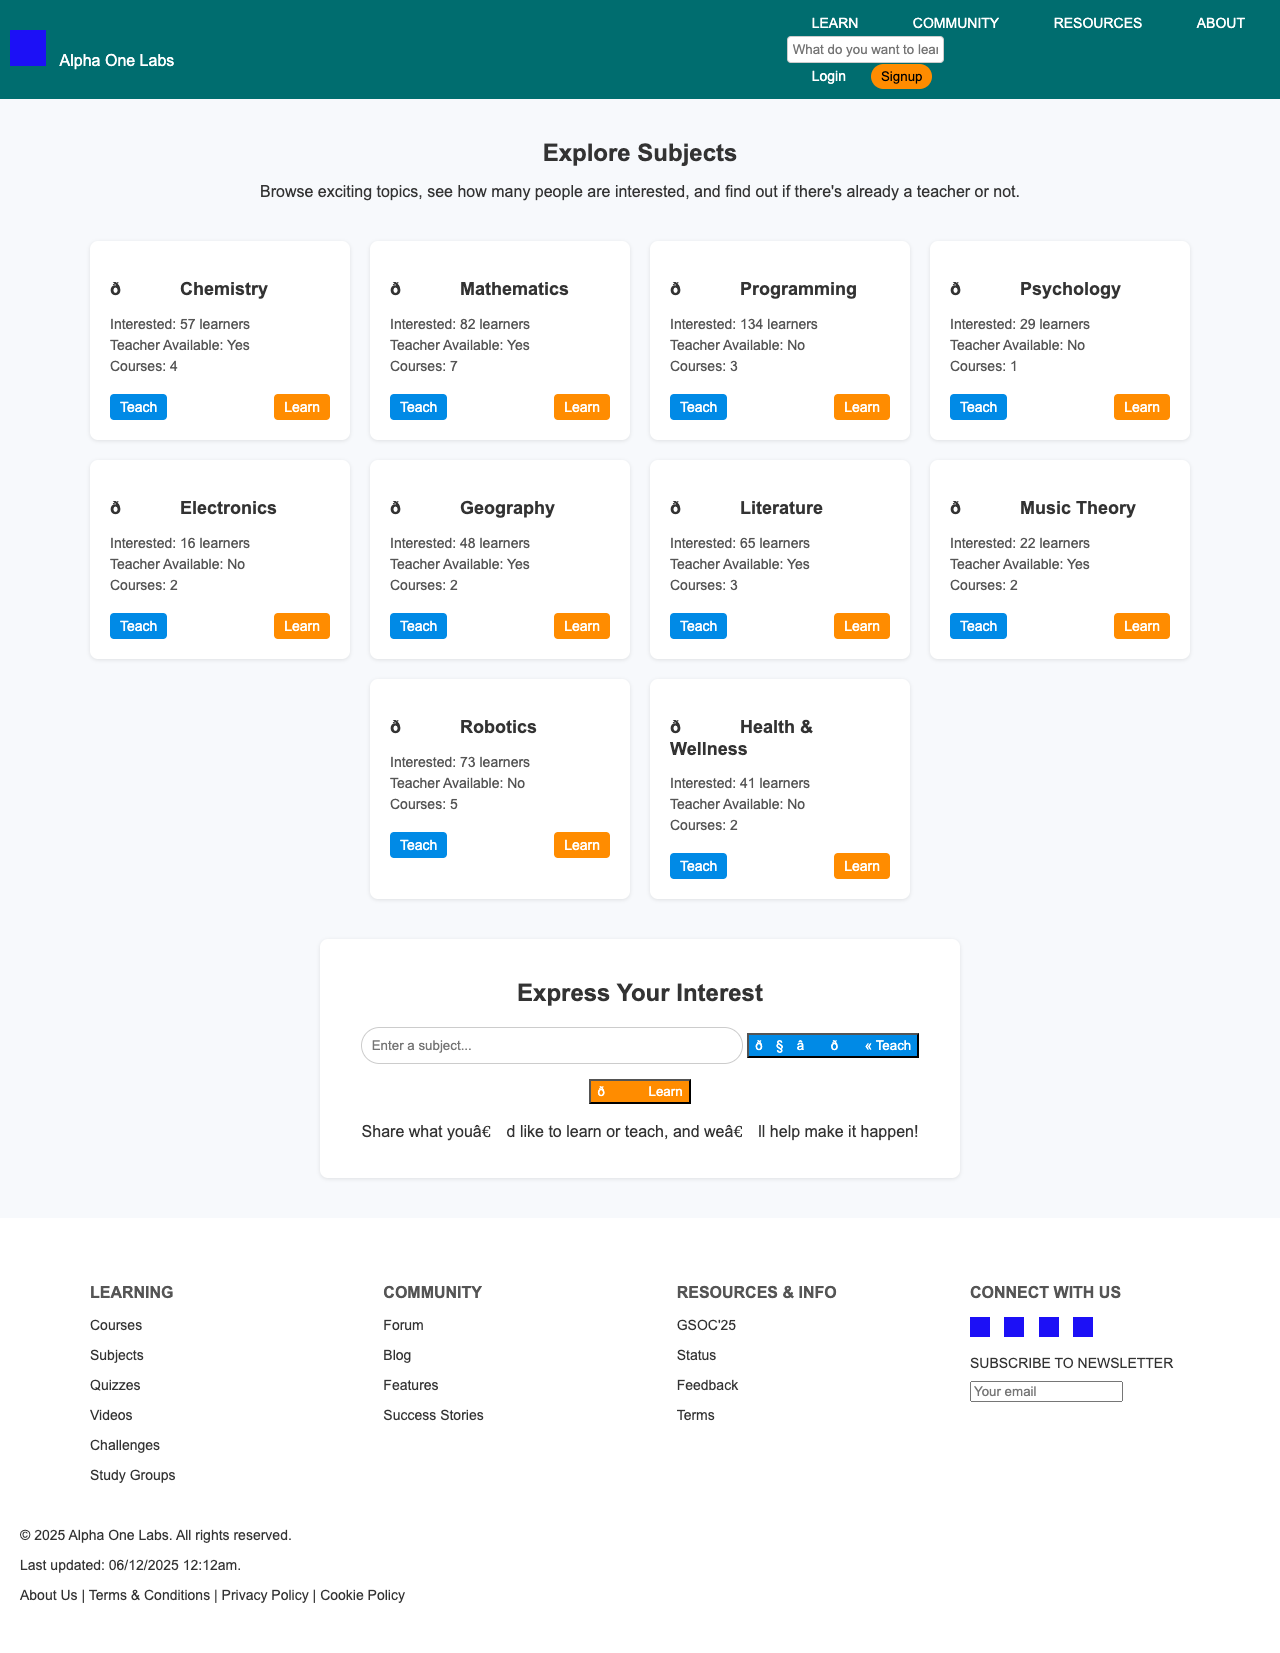 LEARN COMMUNITY RESOURCES ABOUT
What do you want to lear
Alpha One Labs
Login Signup
Explore Subjects
Browse exciting topics, see how many people are interested, and find out if there's already a teacher or not.
ð Chemistry
Interested: 57 learners
Teacher Available: Yes
Courses: 4
Teach Learn
ð Mathematics
Interested: 82 learners
Teacher Available: Yes
Courses: 7
Teach Learn
ð Programming
Interested: 134 learners
Teacher Available: No
Courses: 3
Teach Learn
ð Psychology
Interested: 29 learners
Teacher Available: No
Courses: 1
Teach Learn
ð Electronics
Interested: 16 learners
Teacher Available: No
Courses: 2
Teach Learn
ð Geography
Interested: 48 learners
Teacher Available: Yes
Courses: 2
Teach Learn
ð Literature
Interested: 65 learners
Teacher Available: Yes
Courses: 3
Teach Learn
ð Music Theory
Interested: 22 learners
Teacher Available: Yes
Courses: 2
Teach Learn
ð Robotics
Interested: 73 learners
Teacher Available: No
Courses: 5
Teach Learn
ð Health &
Wellness
Interested: 41 learners
Teacher Available: No
Courses: 2
Teach Learn
Express Your Interest
Enter a subject... ð § â ð « Teach
ð Learn
Share what youâ€ d like to learn or teach, and weâ€ ll help make it happen!
LEARNING
Courses
Subjects
Quizzes
Videos
Challenges
Study Groups
COMMUNITY
Forum
Blog
Features
Success Stories
RESOURCES & INFO
GSOC'25
Status
Feedback
Terms
CONNECT WITH US
SUBSCRIBE TO NEWSLETTER
Your email
© 2025 Alpha One Labs. All rights reserved.
Last updated: 06/12/2025 12:12am.
About Us | Terms & Conditions | Privacy Policy | Cookie Policy